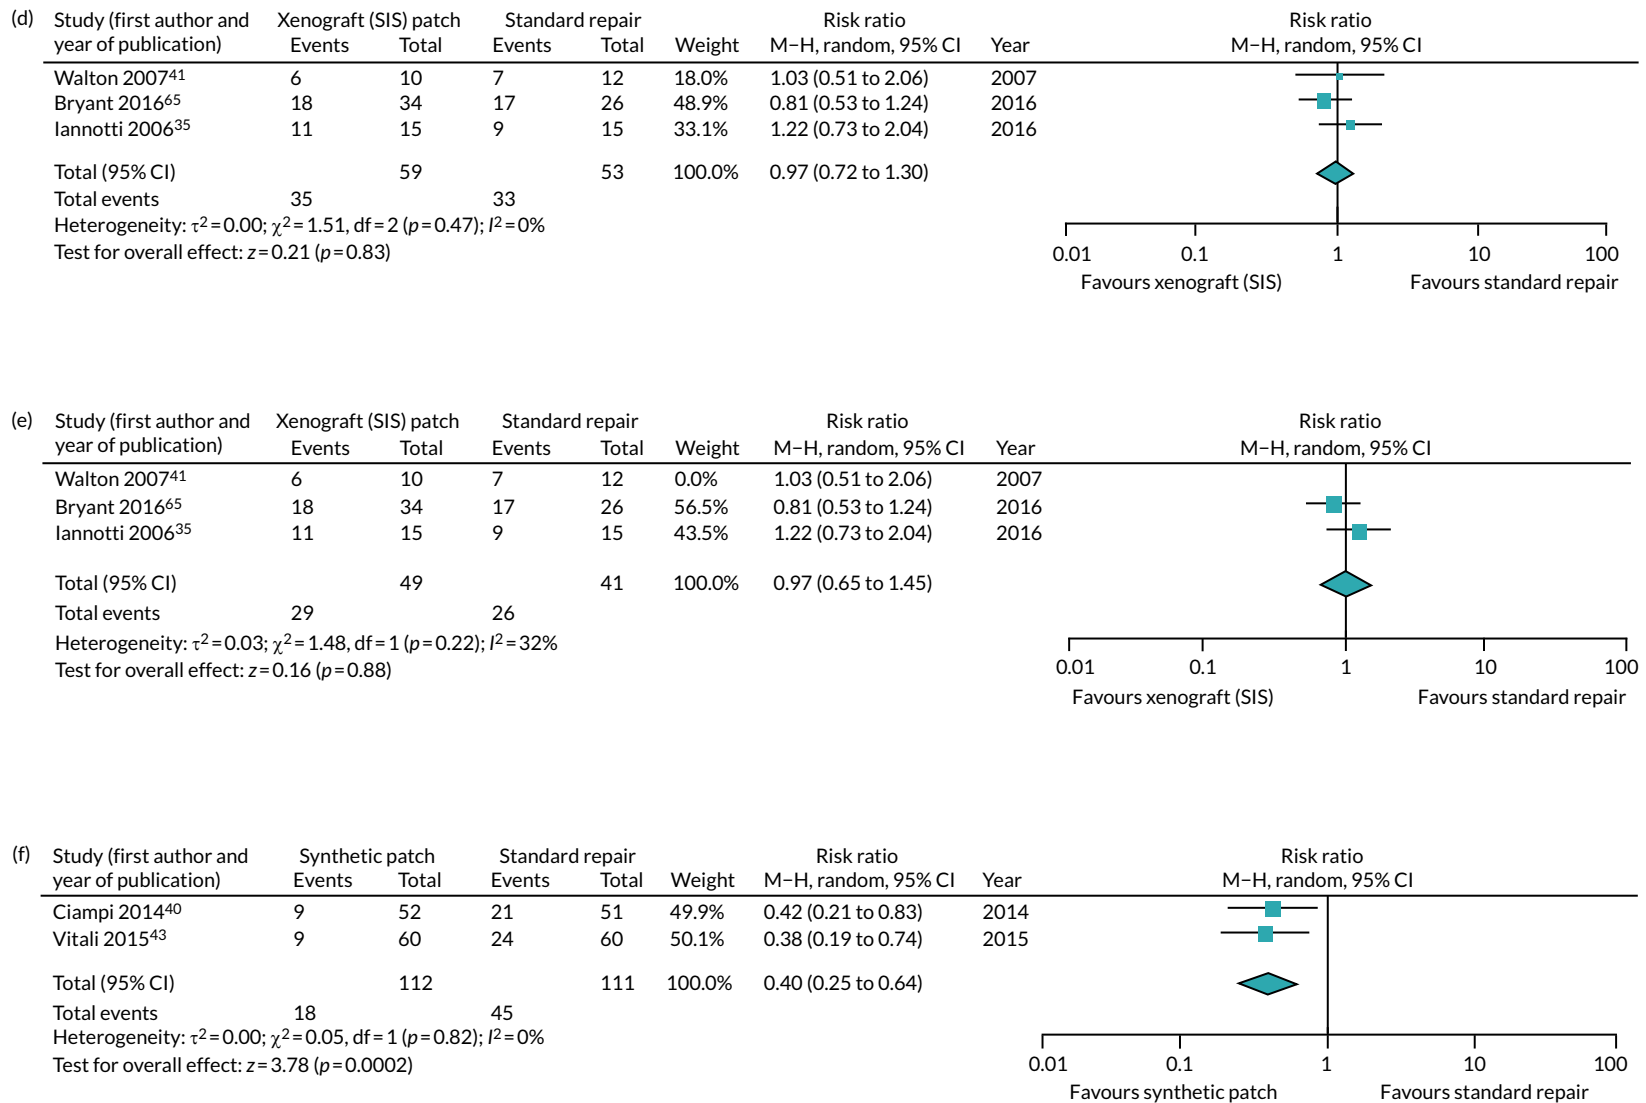 (d) Study (first author and Xenograft (SIS) patch Standard repair Risk ratio Risk ratio
year of publication) Events Total Events Total Weight M–H, random, 95% CI Year M–H, random, 95% CI
Walton 2007⁴¹ 6 10 7 12 18.0% 1.03 (0.51 to 2.06) 2007
Bryant 2016⁶⁵ 18 34 17 26 48.9% 0.81 (0.53 to 1.24) 2016
Iannotti 2006³⁵ 11 15 9 15 33.1% 1.22 (0.73 to 2.04) 2016
Total (95% CI) 59 53 100.0% 0.97 (0.72 to 1.30)
Total events 35 33
Heterogeneity: τ²=0.00; χ²=1.51, df=2 (p=0.47); I²=0%
Test for overall effect: z=0.21 (p=0.83)
0.01 0.1 1 10 100
Favours xenograft (SIS) Favours standard repair
(e) Study (first author and Xenograft (SIS) patch Standard repair Risk ratio Risk ratio
year of publication) Events Total Events Total Weight M–H, random, 95% CI Year M–H, random, 95% CI
Walton 2007⁴¹ 6 10 7 12 0.0% 1.03 (0.51 to 2.06) 2007
Bryant 2016⁶⁵ 18 34 17 26 56.5% 0.81 (0.53 to 1.24) 2016
Iannotti 2006³⁵ 11 15 9 15 43.5% 1.22 (0.73 to 2.04) 2016
Total (95% CI) 49 41 100.0% 0.97 (0.65 to 1.45)
Total events 29 26
Heterogeneity: τ²=0.03; χ²=1.48, df=1 (p=0.22); I²=32%
Test for overall effect: z=0.16 (p=0.88)
0.01 0.1 1 10 100
Favours xenograft (SIS) Favours standard repair
(f) Study (first author and Synthetic patch Standard repair Risk ratio Risk ratio
year of publication) Events Total Events Total Weight M–H, random, 95% CI Year M–H, random, 95% CI
Ciampi 2014⁴⁰ 9 52 21 51 49.9% 0.42 (0.21 to 0.83) 2014
Vitali 2015⁴³ 9 60 24 60 50.1% 0.38 (0.19 to 0.74) 2015
Total (95% CI) 112 111 100.0% 0.40 (0.25 to 0.64)
Total events 18 45
Heterogeneity: τ²=0.00; χ²=0.05, df=1 (p=0.82); I²=0%
Test for overall effect: z=3.78 (p=0.0002)
0.01 0.1 1 10 100
Favours synthetic patch Favours standard repair